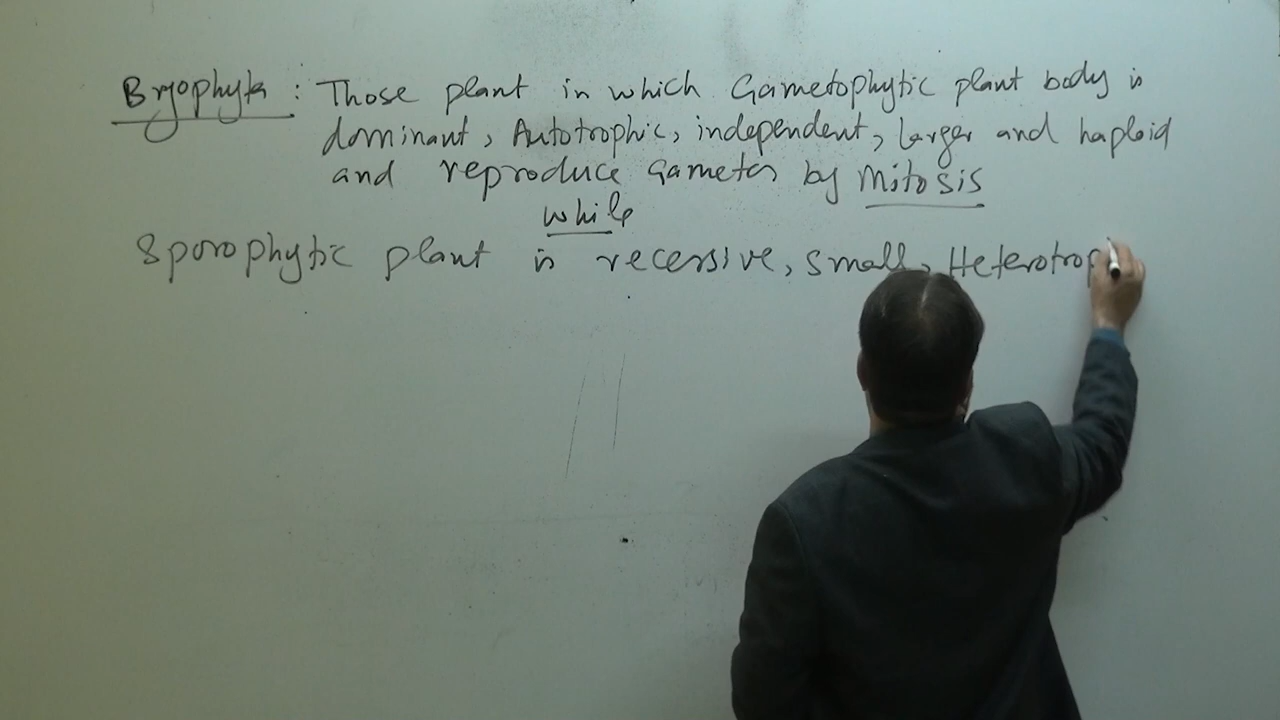 Bryophyta : Those plant in which Gametophytic plant body is
dominant, Autotrophic, independent, larger and haploid
and reproduce Gametes by Mitosis
while
Sporophytic plant is recessive, small, Heterotrop